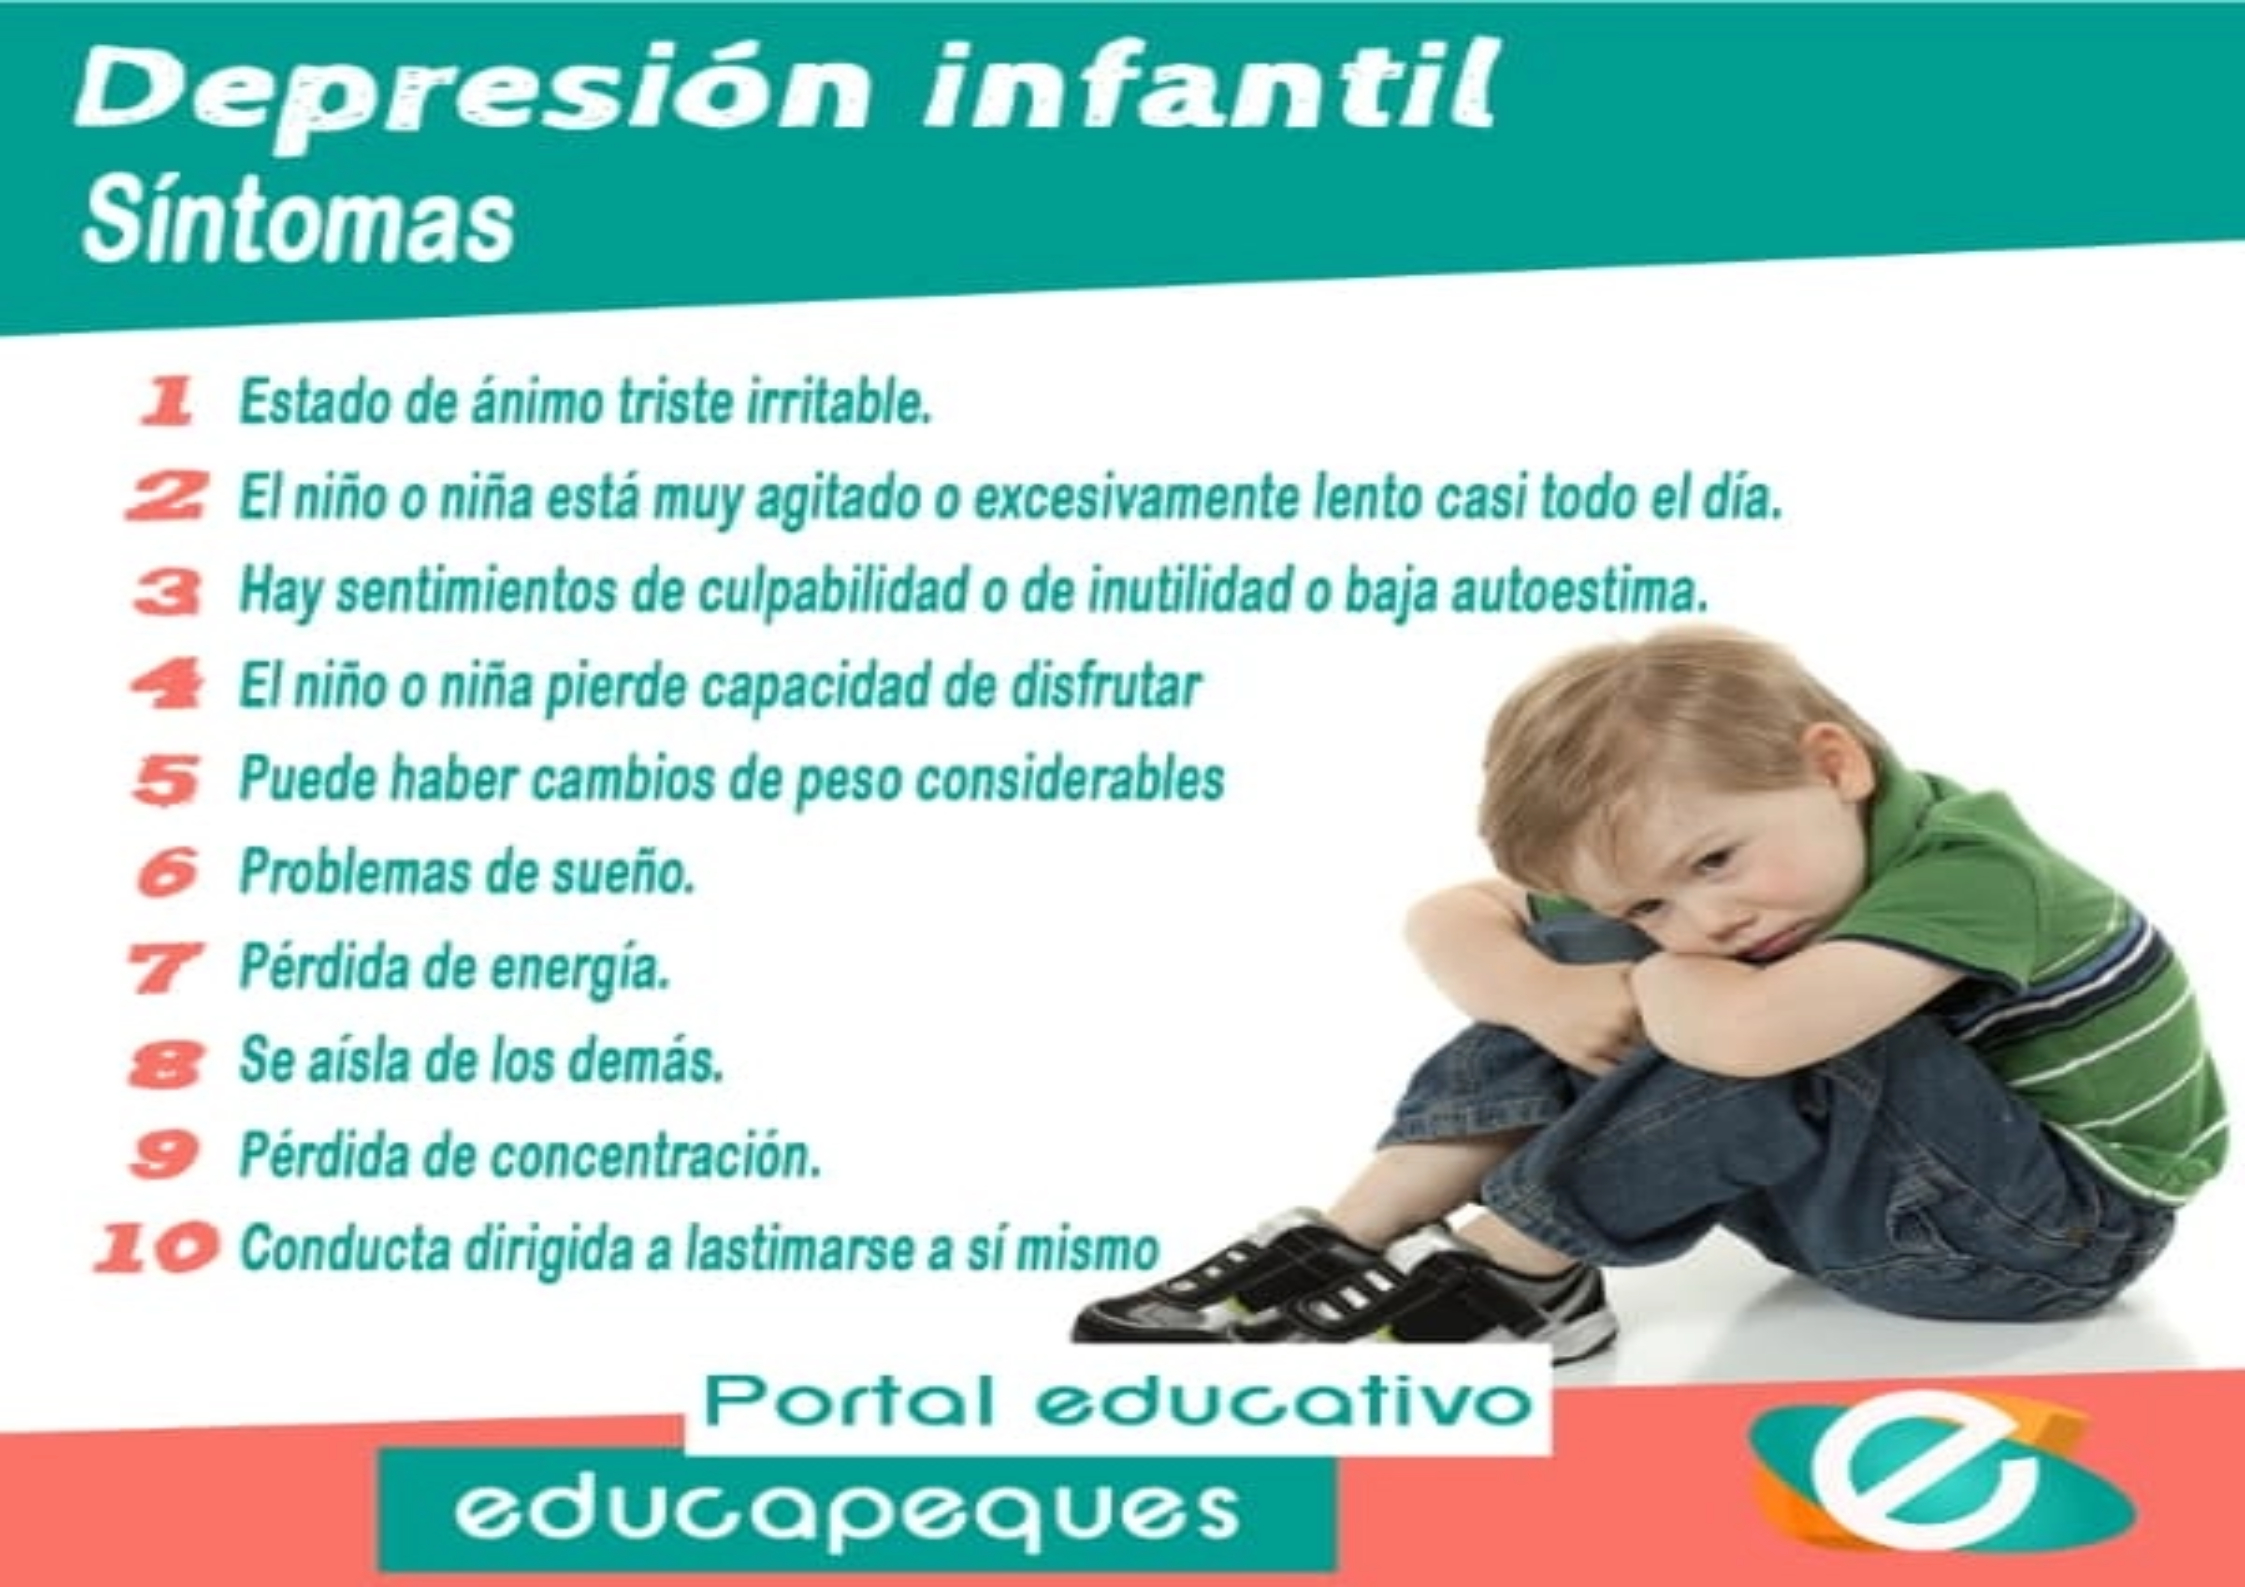 Depresión infantil
Síntomas
1 Estado de ánimo triste irritable.
2 El niño o niña está muy agitado o excesivamente lento casi todo el día.
3 Hay sentimientos de culpabilidad o de inutilidad o baja autoestima.
4 El niño o niña pierde capacidad de disfrutar
5 Puede haber cambios de peso considerables
6 Problemas de sueño.
7 Pérdida de energía.
8 Se aísla de los demás.
9 Pérdida de concentración.
10 Conducta dirigida a lastimarse a sí mismo
Portal educativo
educapeques
e